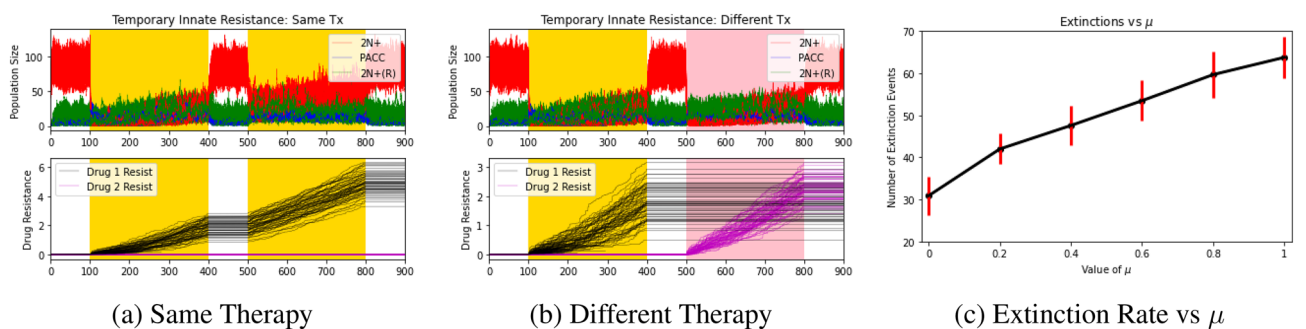 Temporary Innate Resistance: Same Tx
Population Size
100
50
0
2N+
PACC
2N+(R)
0 100 200 300 400 500 600 700 800 900
Drug Resistance
6
4
2
0
Drug 1 Resist
Drug 2 Resist
0 100 200 300 400 500 600 700 800 900
(a) Same Therapy
Temporary Innate Resistance: Different Tx
Population Size
100
50
0
2N+
PACC
2N+(R)
0 100 200 300 400 500 600 700 800 900
Drug Resistance
3
2
1
0
Drug 1 Resist
Drug 2 Resist
0 100 200 300 400 500 600 700 800 900
(b) Different Therapy
Extinctions vs μ
Number of Extinction Events
70
60
50
40
30
20
0 0.2 0.4 0.6 0.8 1
Value of μ
(c) Extinction Rate vs μ